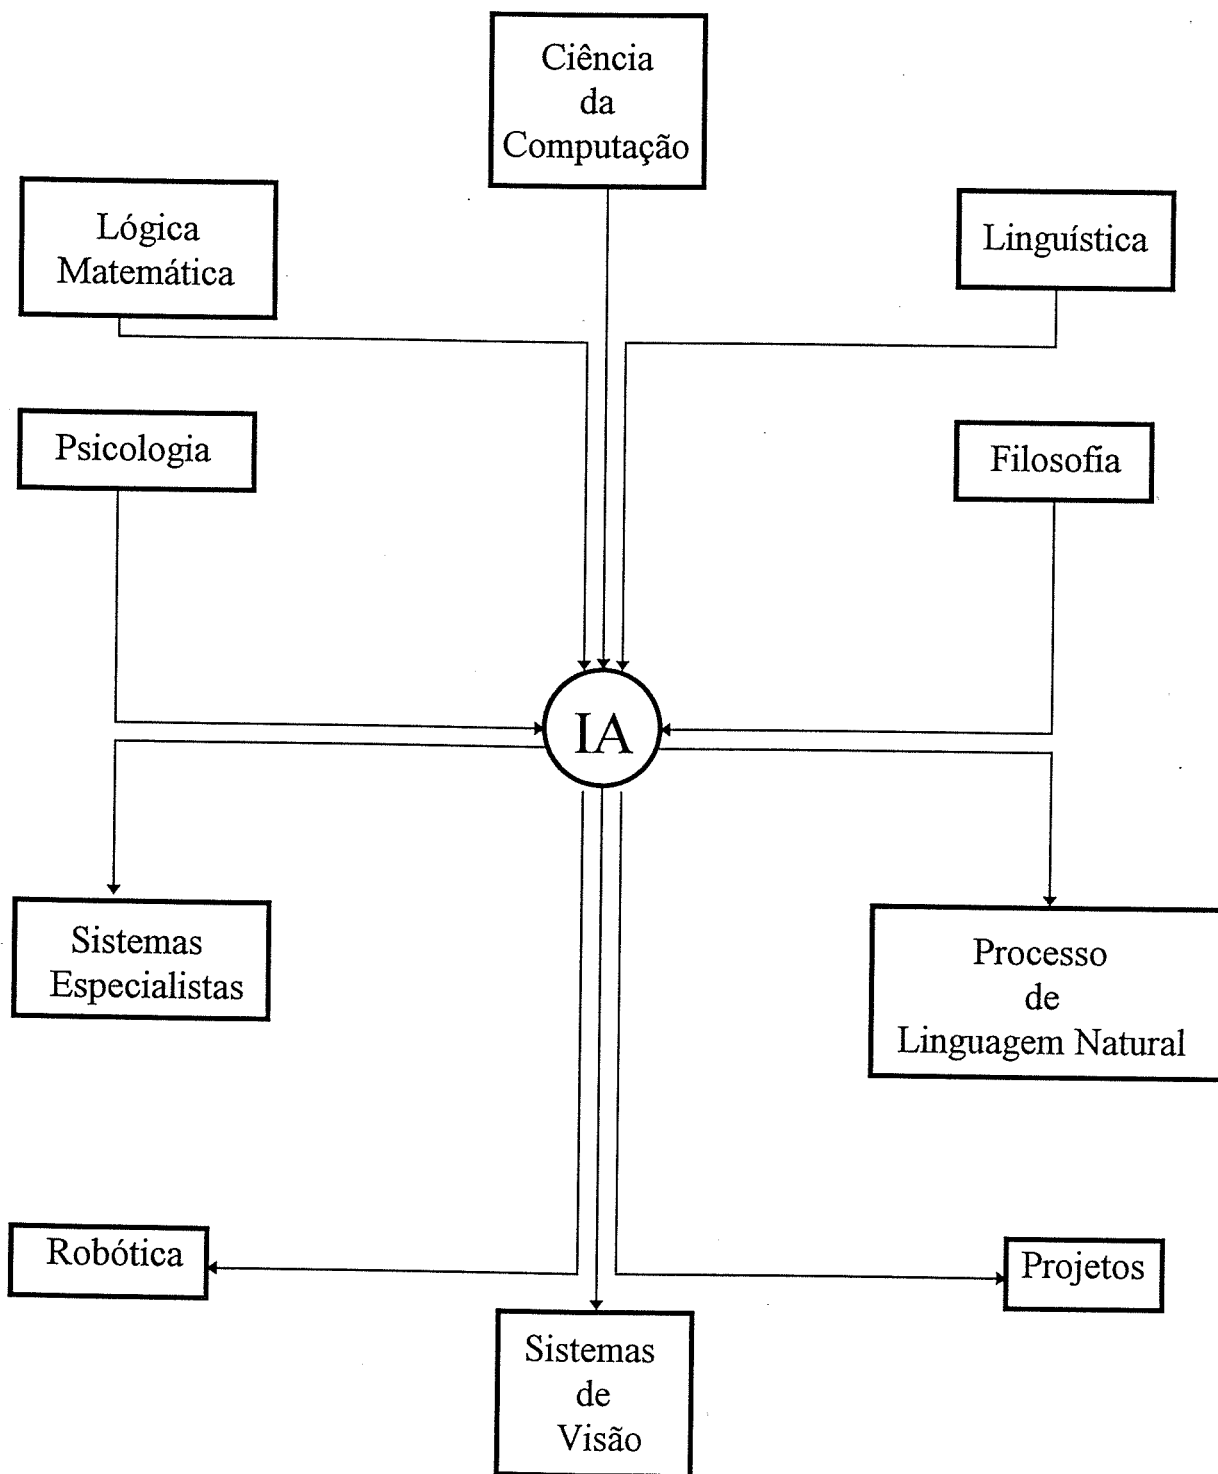 Ciência
da
Computação
Lógica
Matemática
Linguística
Psicologia
Filosofia
IA
Sistemas
Especialistas
Processo
de
Linguagem Natural
Robótica
Projetos
Sistemas
de
Visão